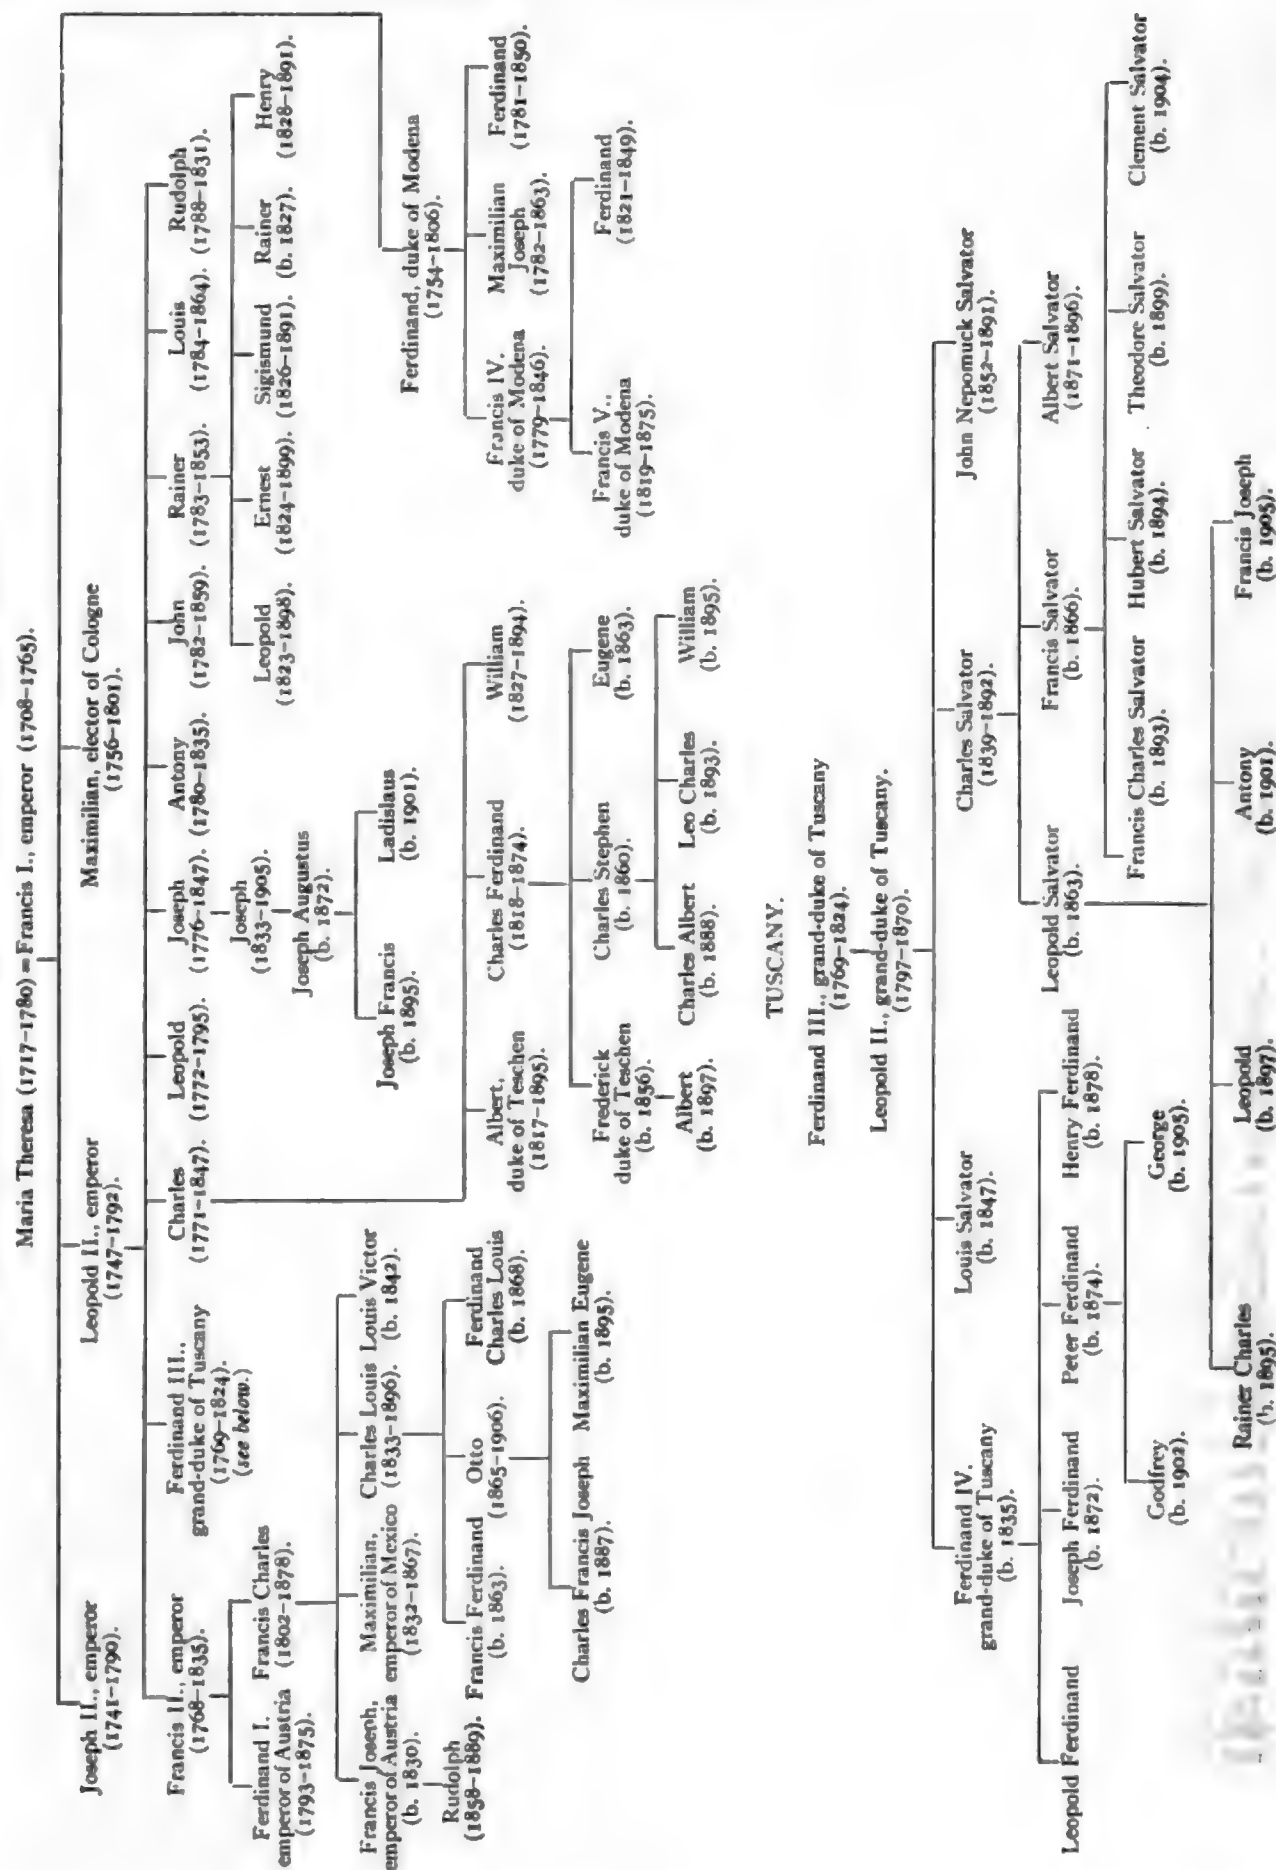 Maria Theresa (1717-1780) = Francis I., emperor (1708-1765).
Joseph II., emperor
(1741-1790).
Leopold II., emperor
(1747-1792).
Maximilian, elector of Cologne
(1756-1801).
Ferdinand, duke of Modena
(1754-1806).
Francis II., emperor
(1768-1835).
Ferdinand III.,
grand-duke of Tuscany
(1769-1824).
(see below.)
Charles
(1771-1847).
Leopold
(1772-1795).
Joseph
(1776-1847).
Antony
(1780-1835).
John
(1782-1859).
Rainer
(1783-1853).
Louis
(1784-1864).
Rudolph
(1788-1831).
Ferdinand I.
emperor of Austria
(1793-1875).
Francis Charles
(1802-1878).
Joseph
(1833-1905).
Leopold
(1823-1898).
Ernest
(1824-1899).
Sigismund
(1826-1891).
Rainer
(b. 1827).
Henry
(1828-1891).
Joseph Augustus
(b. 1872).
Joseph Francis
(b. 1895).
Ladislaus
(b. 1901).
Francis Joseph,
emperor of Austria
(b. 1830).
Maximilian,
emperor of Mexico
(1832-1867).
Charles Louis
(1833-1896).
Louis Victor
(b. 1842).
Rudolph
(1858-1889).
Francis Ferdinand
(b. 1863).
Otto
(1865-1906).
Ferdinand
Charles Louis
(b. 1868).
Charles Francis Joseph
(b. 1887).
Maximilian Eugene
(b. 1895).
Albert,
duke of Teschen
(1817-1895).
Charles Ferdinand
(1818-1874).
William
(1827-1894).
Frederick
duke of Teschen
(b. 1856).
Charles Stephen
(b. 1860).
Eugene
(b. 1863).
Albert
(b. 1897).
Charles Albert
(b. 1888).
Leo Charles
(b. 1893).
William
(b. 1895).
Francis IV.
duke of Modena
(1779-1846).
Maximilian
Joseph
(1782-1863).
Ferdinand
(1781-1850).
Francis V.,
duke of Modena
(1819-1875).
Ferdinand
(1821-1849).
TUSCANY.
Ferdinand III., grand-duke of Tuscany
(1769-1824).
Leopold II., grand-duke of Tuscany.
(1797-1870).
Ferdinand IV.
grand-duke of Tuscany
(b. 1835).
Louis Salvator
(b. 1847).
Charles Salvator
(1839-1892).
John Nepomuck Salvator
(1852-1891).
Leopold Ferdinand
Joseph Ferdinand
(b. 1872).
Peter Ferdinand
(b. 1874).
Henry Ferdinand
(b. 1878).
Leopold Salvator
(b. 1863).
Francis Salvator
(b. 1866).
Albert Salvator
(1871-1896).
Godfrey
(b. 1902).
George
(b. 1905).
Francis Charles Salvator
(b. 1893).
Hubert Salvator
(b. 1894).
Theodore Salvator
(b. 1899).
Clement Salvator
(b. 1904).
Rainer Charles
(b. 1895).
Leopold
(b. 1897).
Antony
(b. 1901).
Francis Joseph
(b. 1905).